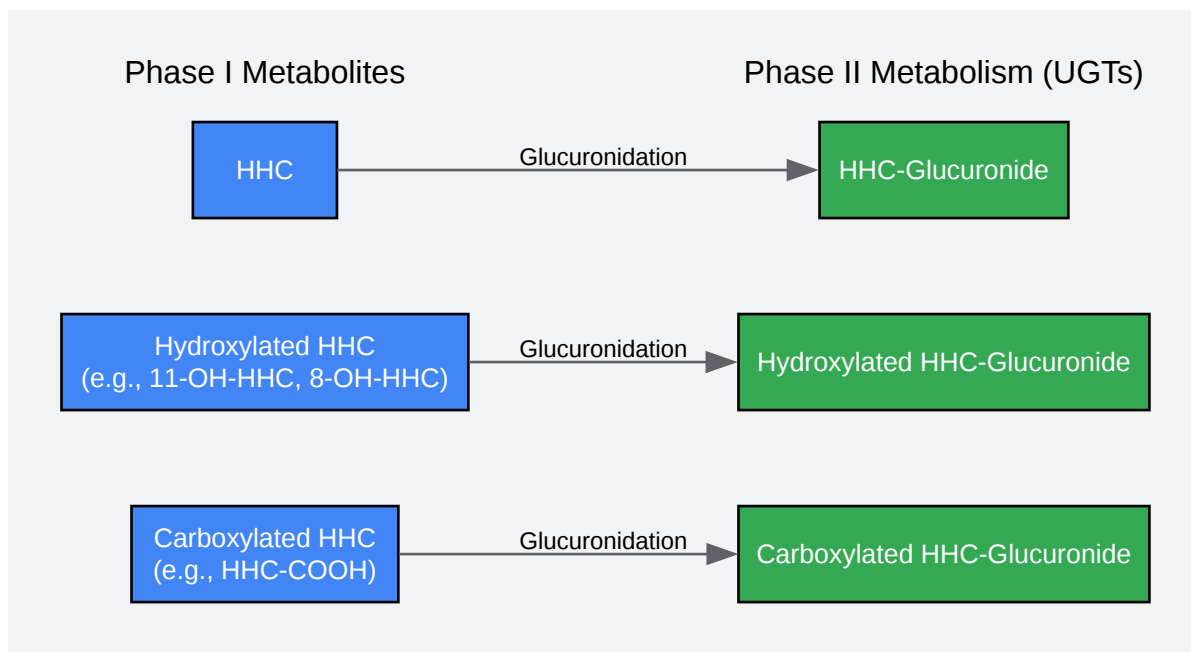 Phase I Metabolites
Phase II Metabolism (UGTs)
HHC
Glucuronidation
HHC-Glucuronide
Hydroxylated HHC
(e.g., 11-OH-HHC, 8-OH-HHC)
Glucuronidation
Hydroxylated HHC-Glucuronide
Carboxylated HHC
(e.g., HHC-COOH)
Glucuronidation
Carboxylated HHC-Glucuronide